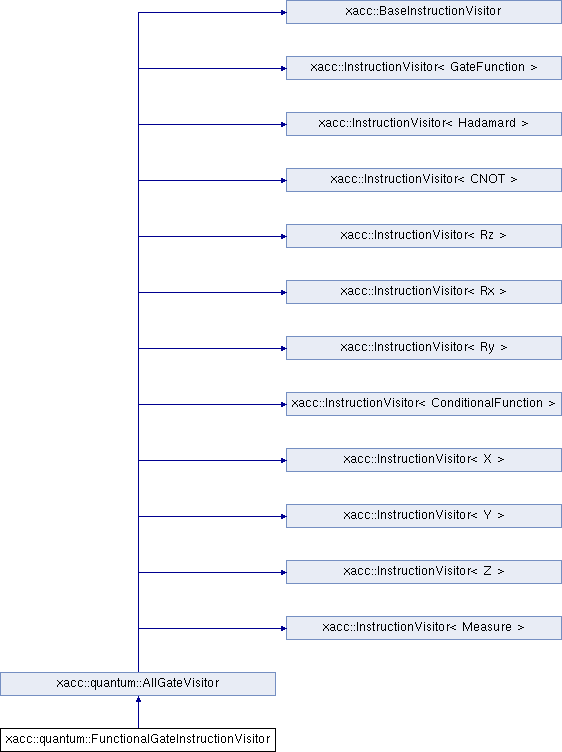 xacc::BaseInstructionVisitor
xacc::InstructionVisitor< GateFunction >
xacc::InstructionVisitor< Hadamard >
xacc::InstructionVisitor< CNOT >
xacc::InstructionVisitor< Rz >
xacc::InstructionVisitor< Rx >
xacc::InstructionVisitor< Ry >
xacc::InstructionVisitor< ConditionalFunction >
xacc::InstructionVisitor< X >
xacc::InstructionVisitor< Y >
xacc::InstructionVisitor< Z >
xacc::InstructionVisitor< Measure >
xacc::quantum::AllGateVisitor
xacc::quantum::FunctionalGateInstructionVisitor